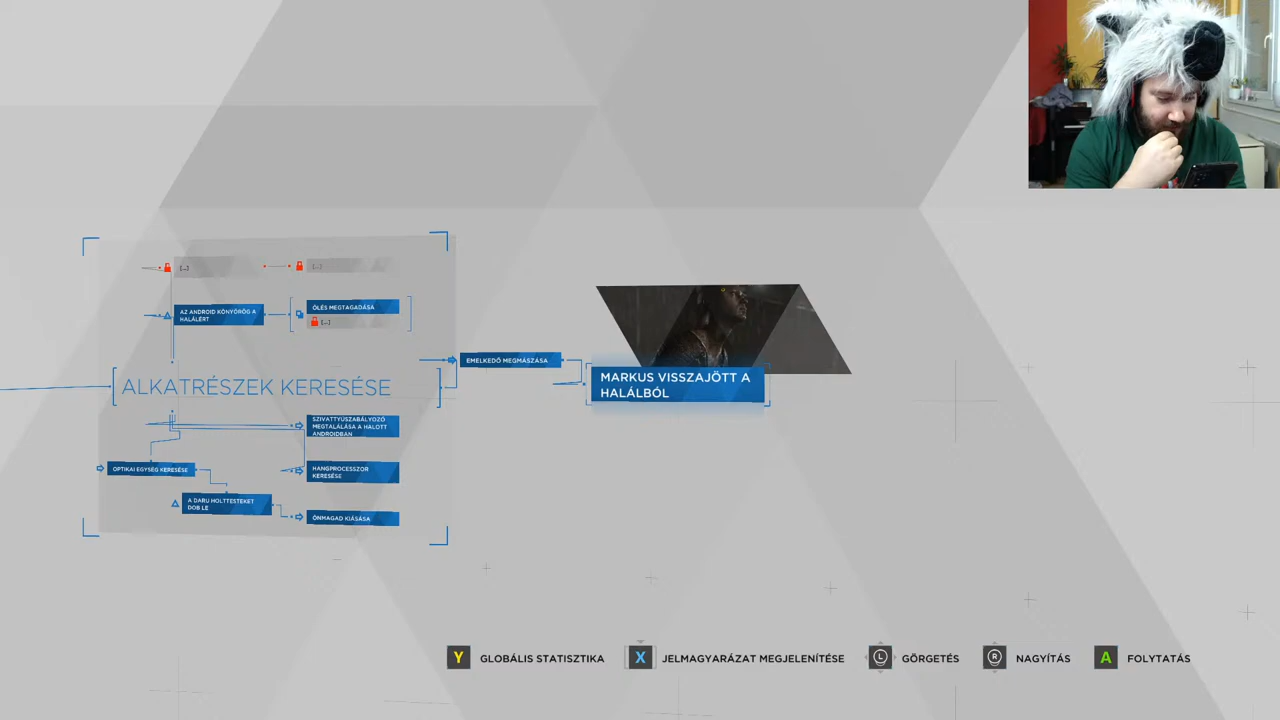 [...]
[...]
AZ ANDROID KÖNYÖRÖG A
HALÁLÉRT
ÖLÉS MEGTAGADÁSA
[...]
EMELKEDŐ MEGMÁSZÁSA
MARKUS VISSZAJÖTT A
HALÁLBÓL
ALKATRÉSZEK KERESÉSE
SZIVATTYÚSZABÁLYOZÓ
MEGTALÁLÁSA A HALOTT
ANDROIDBAN
OPTIKAI EGYSÉG KERESÉSE
HANGPROCESSZOR
KERESÉSE
A DARU HOLTTESTEKET
DOB LE
ÖNMAGAD KIÁSÁSA
Y GLOBÁLIS STATISZTIKA
X JELMAGYARÁZAT MEGJELENÍTÉSE
L GÖRGETÉS
R NAGYÍTÁS
A FOLYTATÁS